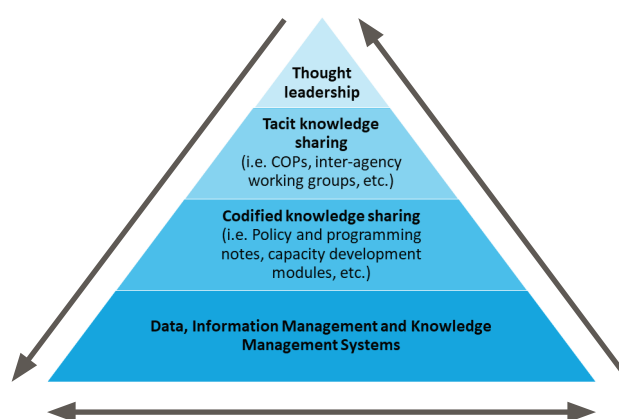 Thought
leadership
Tacit knowledge
sharing
(i.e. COPs, inter-agency
working groups, etc.)
Codified knowledge sharing
(i.e. Policy and programming
notes, capacity development
modules, etc.)
Data, Information Management and Knowledge
Management Systems